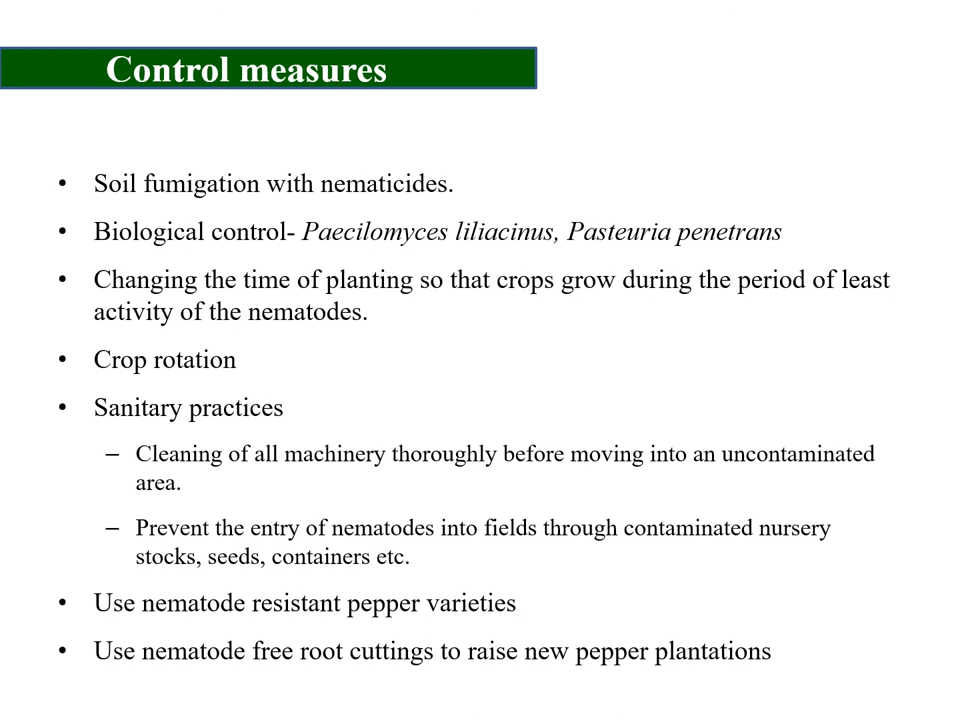 Control measures
• Soil fumigation with nematicides.
• Biological control- Paecilomyces liliacinus, Pasteuria penetrans
• Changing the time of planting so that crops grow during the period of least
activity of the nematodes.
• Crop rotation
• Sanitary practices
– Cleaning of all machinery thoroughly before moving into an uncontaminated
area.
– Prevent the entry of nematodes into fields through contaminated nursery
stocks, seeds, containers etc.
• Use nematode resistant pepper varieties
• Use nematode free root cuttings to raise new pepper plantations